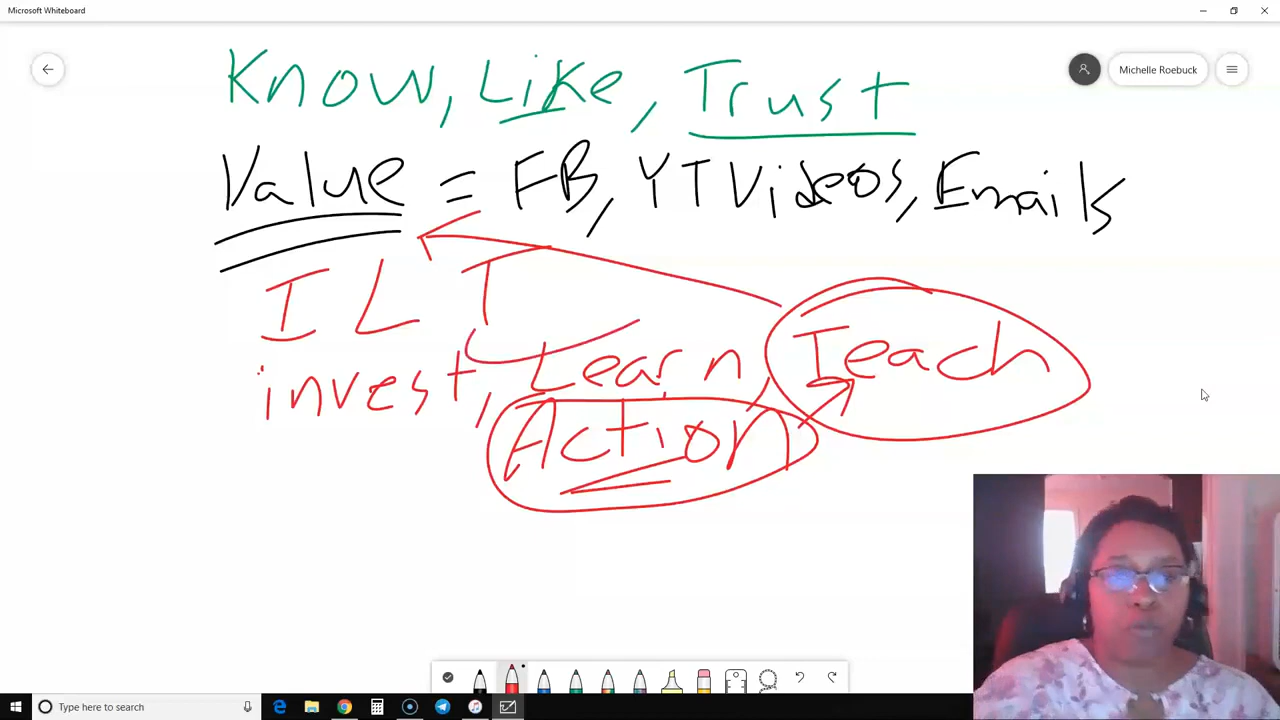 Microsoft Whiteboard
Michelle Roebuck
Know, Like, Trust
Value = FB, YT Videos, Emails
I L T
invest, Learn Teach
Action
Type here to search